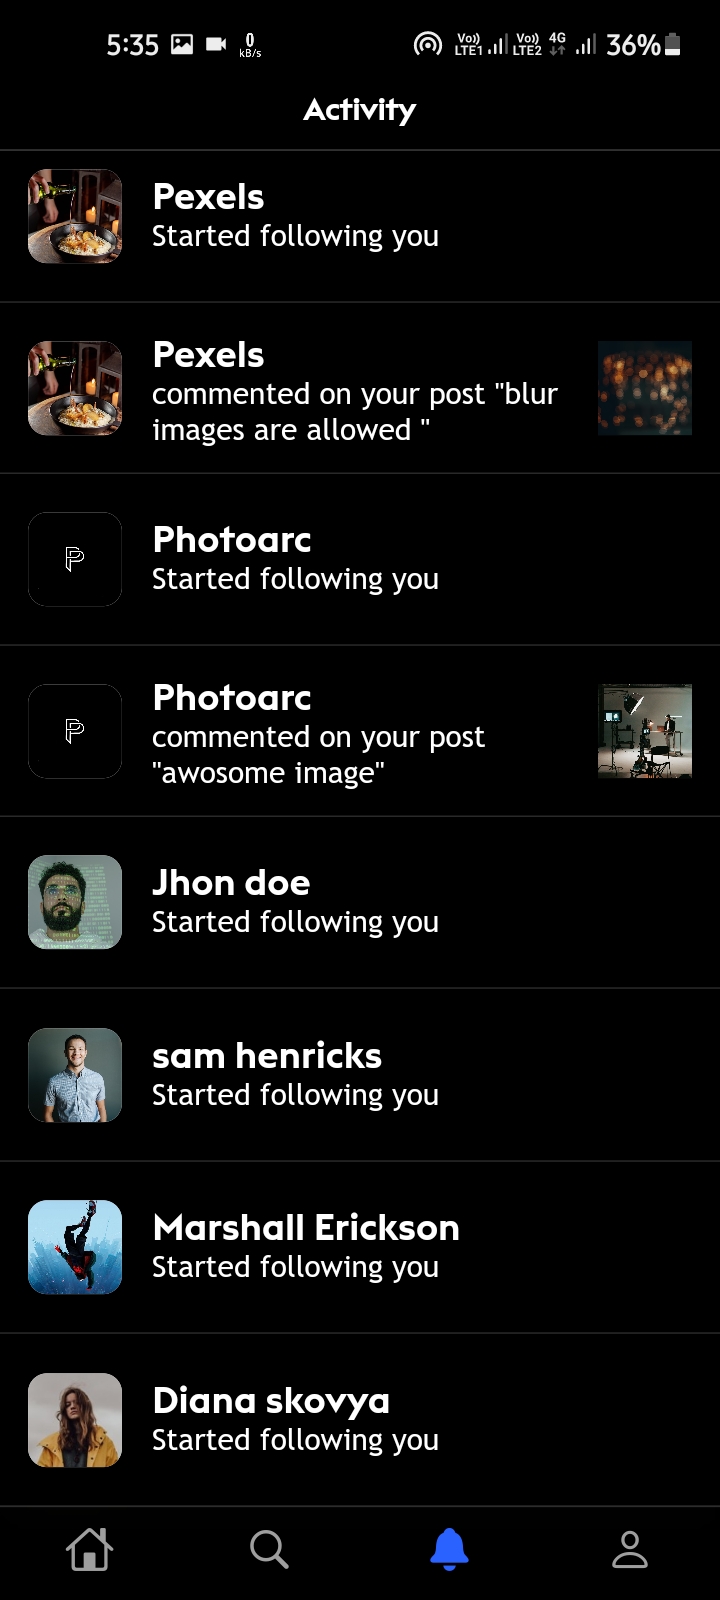 5:35 0 kB/s Vo)) LTE1 Vo)) LTE2 4G 36%
Activity
Pexels
Started following you
Pexels
commented on your post "blur
images are allowed "
Photoarc
Started following you
Photoarc
commented on your post
"awosome image"
Jhon doe
Started following you
sam henricks
Started following you
Marshall Erickson
Started following you
Diana skovya
Started following you